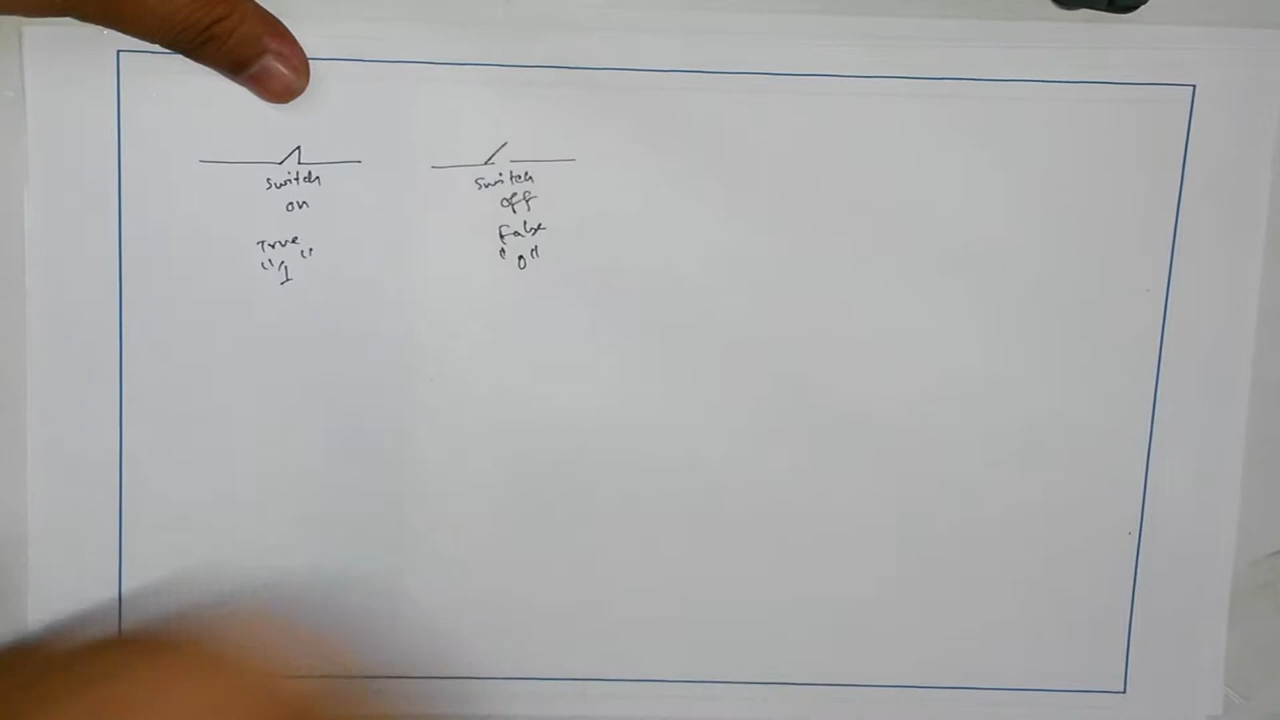 switch
on
True
"1"
switch
off
False
"0"